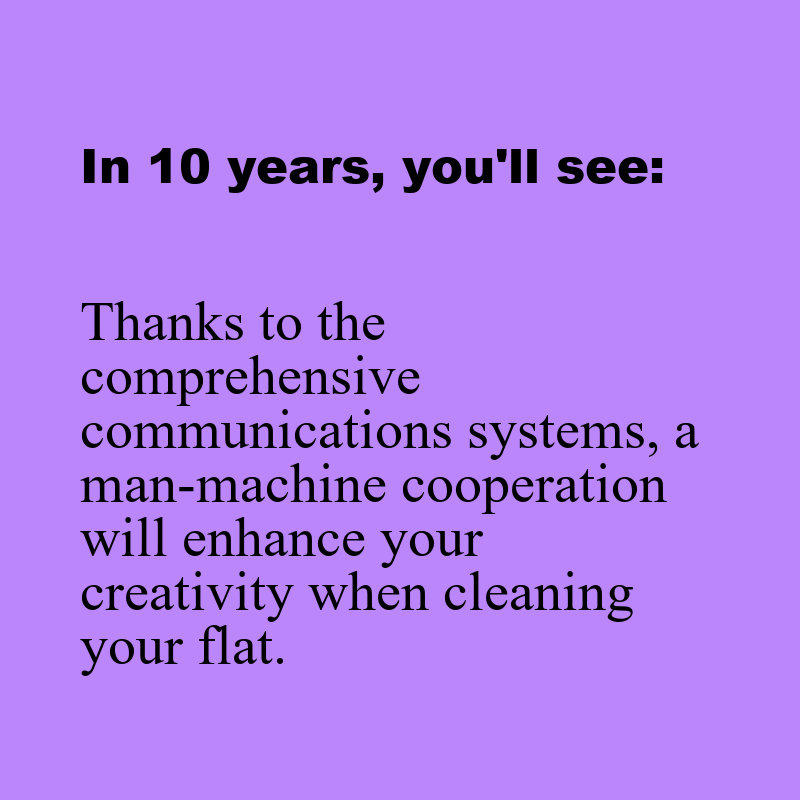 In 10 years, you'll see:
Thanks to the
comprehensive
communications systems, a
man-machine cooperation
will enhance your
creativity when cleaning
your flat.